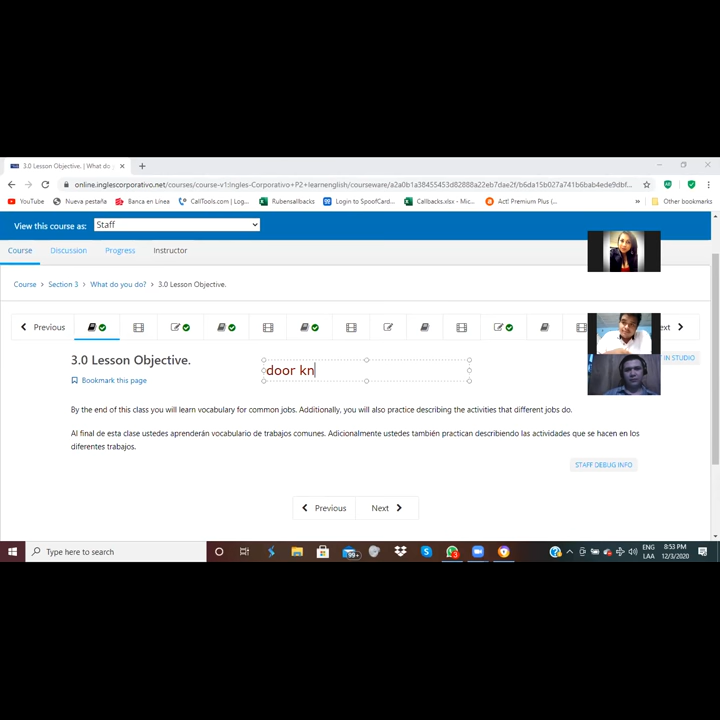 3.0 Lesson Objective. | What do
online.inglescorporativo.net/courses/course-v1:Ingles-Corporativo+P2+learnenglish/courseware/a2a0b1a38455453d82888a22eb7dae2f/b6da15b027a741b6bab4ede9dbf...
YouTube Nueva pestaña Banca en Línea CallTools.com | Log... Rubensallbacks Login to SpoofCard... Callbacks.xlsx - Mic... Act! Premium Plus (... » Other bookmarks
View this course as: Staff
Course Discussion Progress Instructor
Course > Section 3 > What do you do? > 3.0 Lesson Objective.
Previous ext
3.0 Lesson Objective. door kn IN STUDIO
Bookmark this page
By the end of this class you will learn vocabulary for common jobs. Additionally, you will also practice describing the activities that different jobs do.
Al final de esta clase ustedes aprenderán vocabulario de trabajos comunes. Adicionalmente ustedes también practican describiendo las actividades que se hacen en los
diferentes trabajos.
STAFF DEBUG INFO
Previous Next
Type here to search 99+ 3 ENG 8:53 PM
LAA 12/3/2020